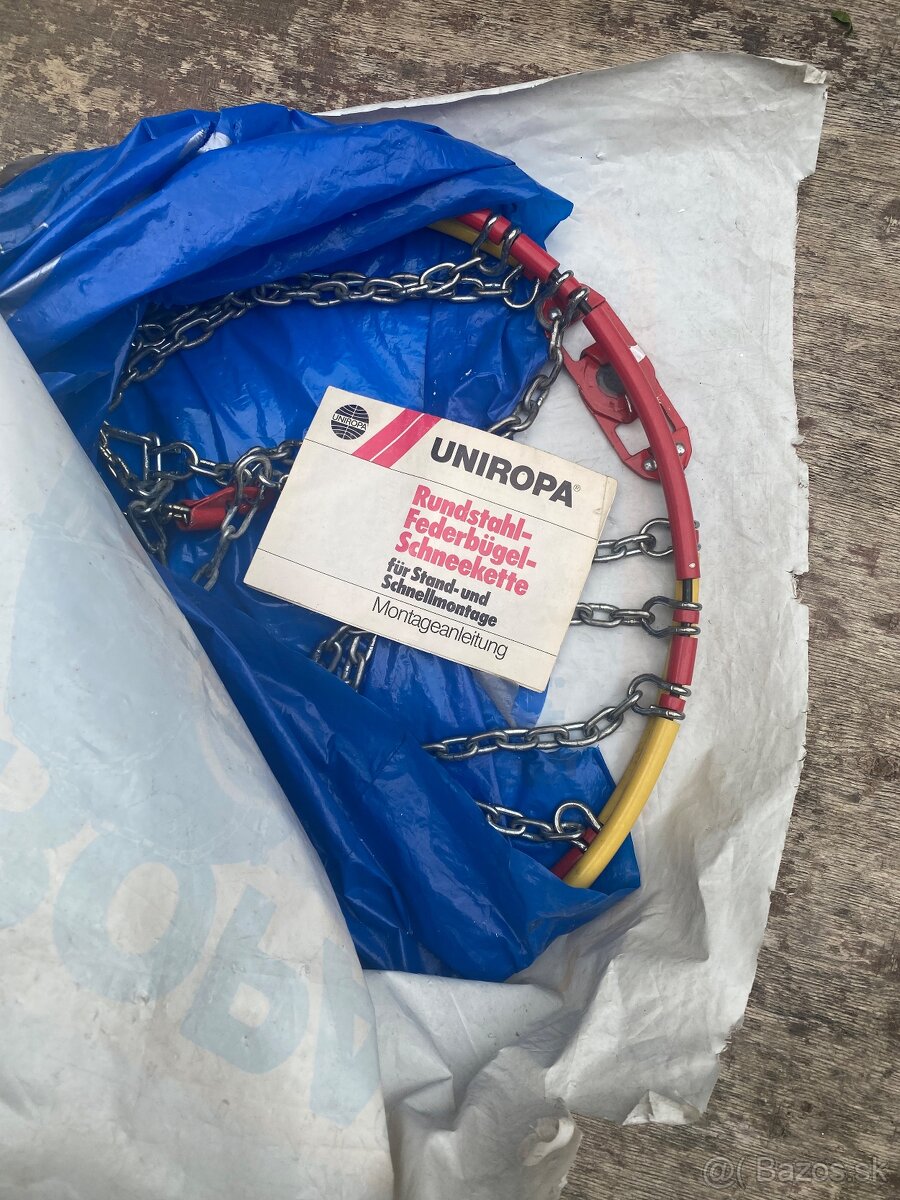 UNIROPA
UNIROPA®
Rundstahl-
Federbügel-
Schneekette
für Stand- und
Schnellmontage
Montageanleitung
Bazos.sk